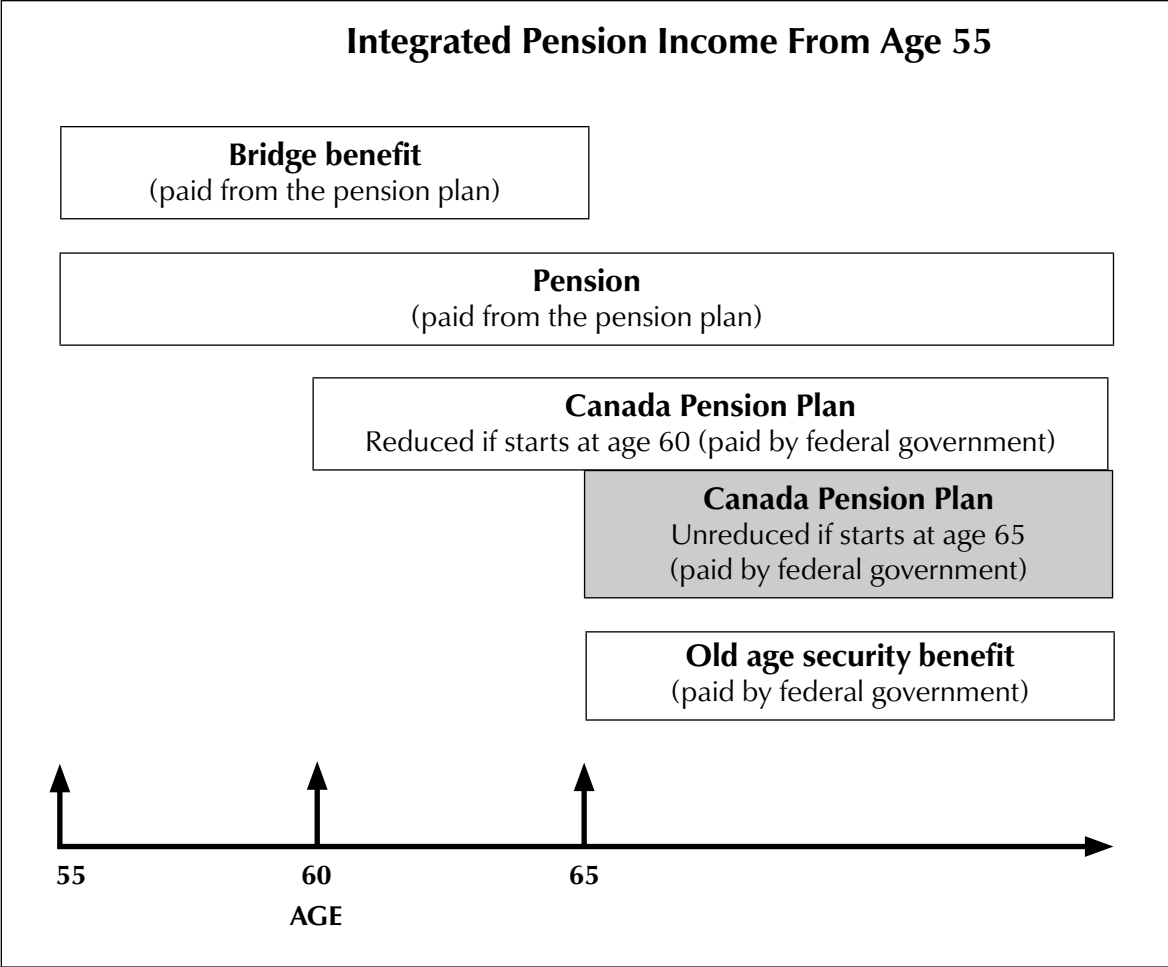 Integrated Pension Income From Age 55
Bridge benefit
(paid from the pension plan)
Pension
(paid from the pension plan)
Canada Pension Plan
Reduced if starts at age 60 (paid by federal government)
Canada Pension Plan
Unreduced if starts at age 65
(paid by federal government)
Old age security benefit
(paid by federal government)
55 60 65
AGE